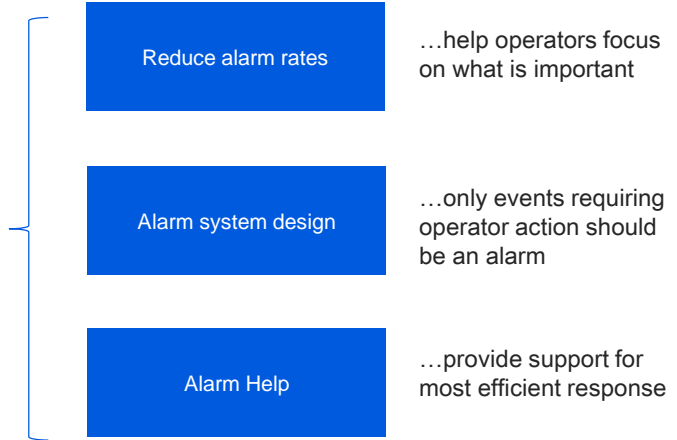 Reduce alarm rates
…help operators focus
on what is important
Alarm system design
…only events requiring
operator action should
be an alarm
Alarm Help
…provide support for
most efficient response